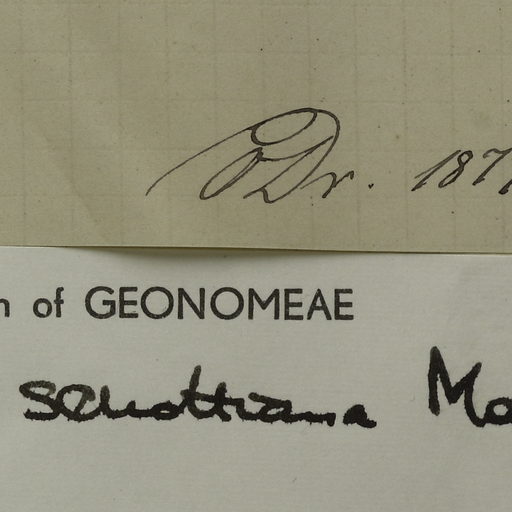 Dr. 187
n of GEONOMEAE
schottiana Ma